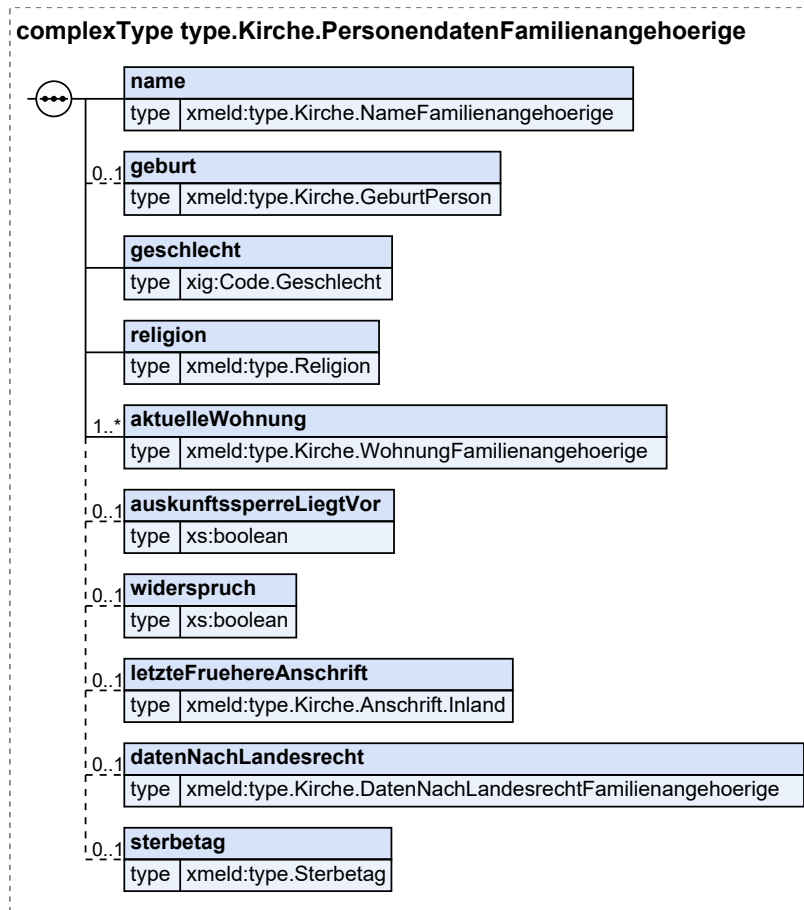 complexType type.Kirche.PersonendatenFamilienangehoerige
name
type xmeld:type.Kirche.NameFamilienangehoerige
0..1 geburt
type xmeld:type.Kirche.GeburtPerson
geschlecht
type xig:Code.Geschlecht
religion
type xmeld:type.Religion
1..* aktuelleWohnung
type xmeld:type.Kirche.WohnungFamilienangehoerige
0..1 auskunftssperreLiegtVor
type xs:boolean
0..1 widerspruch
type xs:boolean
0..1 letzteFruehereAnschrift
type xmeld:type.Kirche.Anschrift.Inland
0..1 datenNachLandesrecht
type xmeld:type.Kirche.DatenNachLandesrechtFamilienangehoerige
0..1 sterbetag
type xmeld:type.Sterbetag